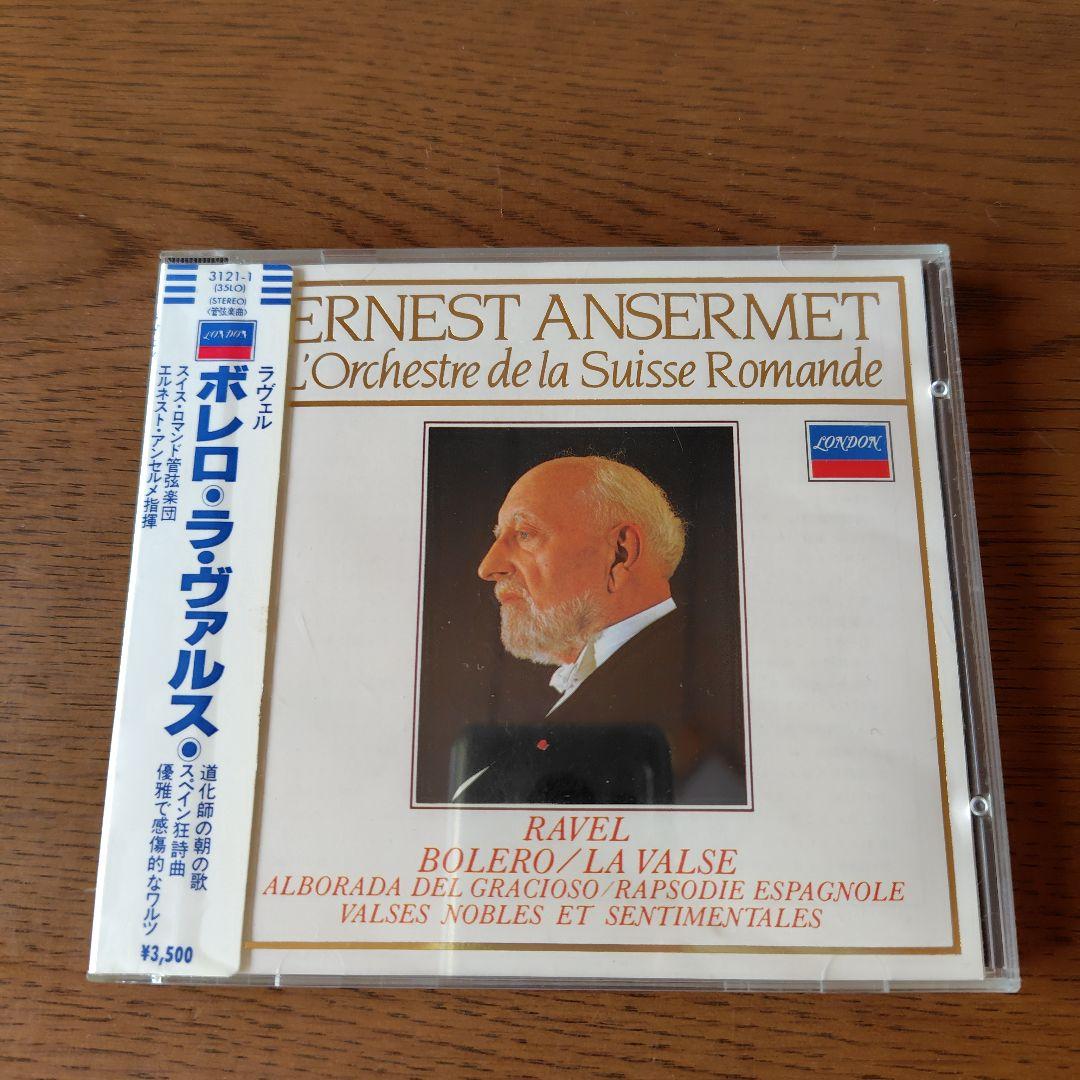 3121-1
(35LO)
(STEREO)
〈管弦楽曲〉
LONDON
ラヴェル
ボレロ◉ラ・ヴァルス◉
スイス・ロマンド管弦楽団
エルネスト・アンセルメ指揮
道化師の朝の歌
スペイン狂詩曲
優雅で感傷的なワルツ
¥3,500
ERNEST ANSERMET
L'Orchestre de la Suisse Romande
LONDON
RAVEL
BOLERO/LA VALSE
ALBORADA DEL GRACIOSO/RAPSODIE ESPAGNOLE
VALSES NOBLES ET SENTIMENTALES